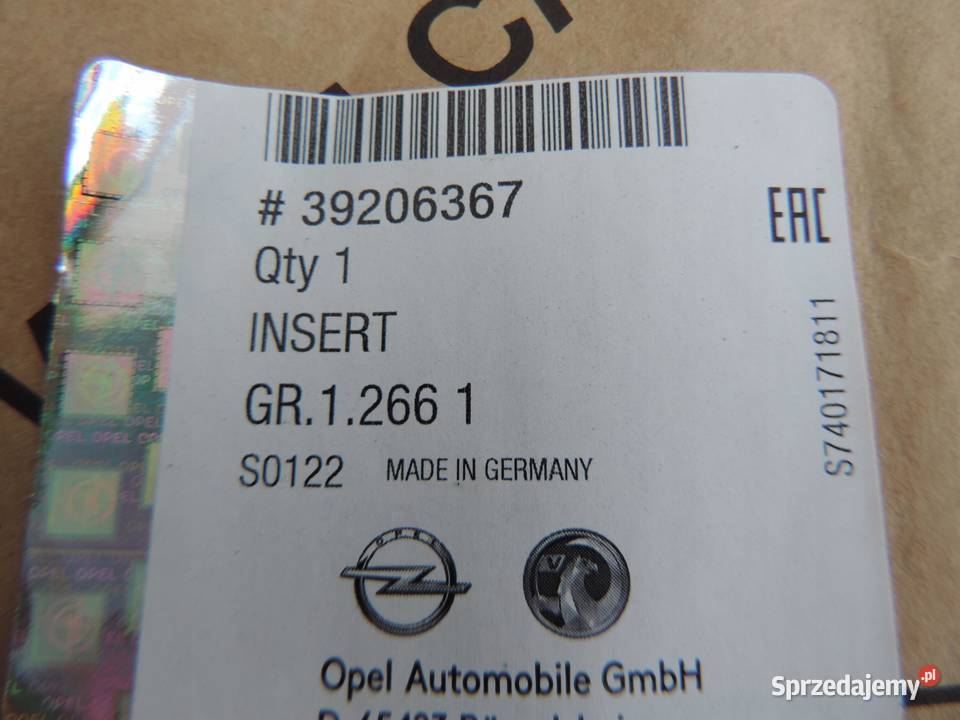 # 39206367
Qty 1
INSERT
GR.1.266 1
S0122 MADE IN GERMANY
EAC
S740171811
OPEL
V
Opel Automobile GmbH
Sprzedajemy.pl